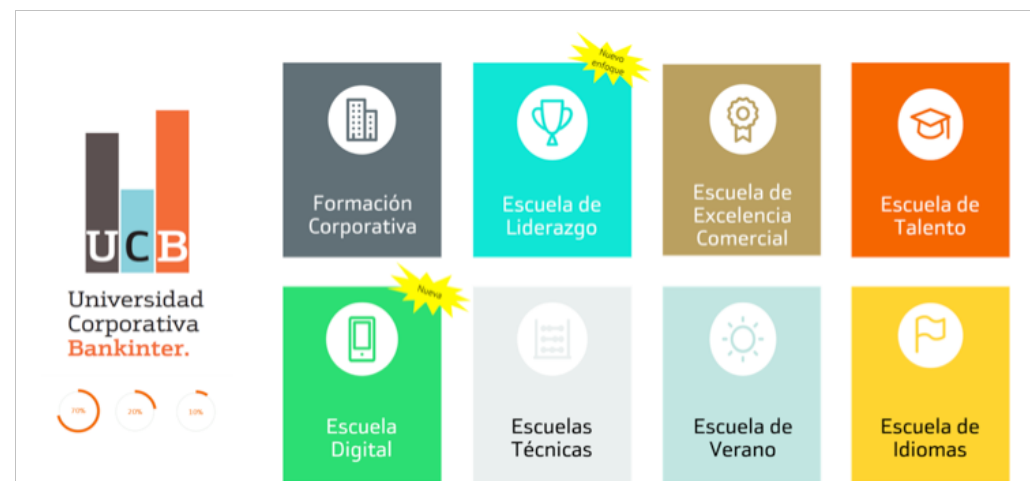 UCB
Universidad
Corporativa
Bankinter.
70%
20%
10%
Formación
Corporativa
Nuevo
enfoque
Escuela de
Liderazgo
Escuela de
Excelencia
Comercial
Escuela de
Talento
Nueva
Escuela
Digital
Escuelas
Técnicas
Escuela de
Verano
Escuela de
Idiomas